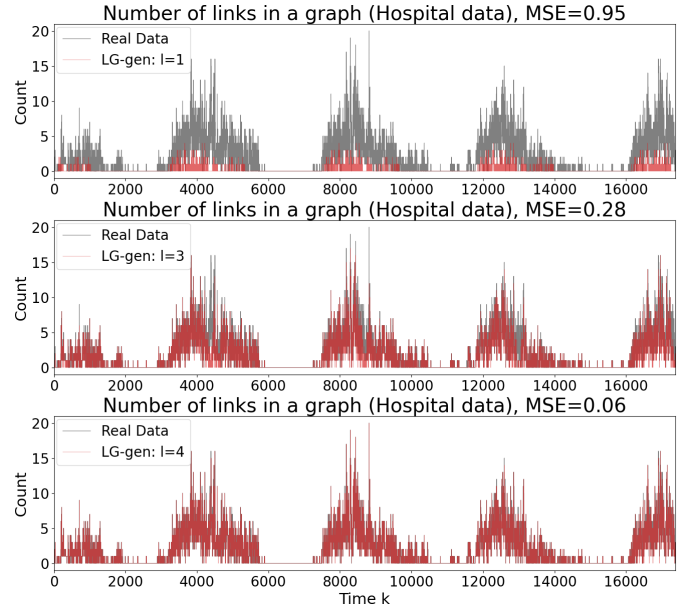 Number of links in a graph (Hospital data), MSE=0.95
20
15
10
5
0
Count
Real Data
LG-gen: l=1
0 2000 4000 6000 8000 10000 12000 14000 16000
Number of links in a graph (Hospital data), MSE=0.28
20
15
10
5
0
Count
Real Data
LG-gen: l=3
0 2000 4000 6000 8000 10000 12000 14000 16000
Number of links in a graph (Hospital data), MSE=0.06
20
15
10
5
0
Count
Real Data
LG-gen: l=4
0 2000 4000 6000 8000 10000 12000 14000 16000
Time k